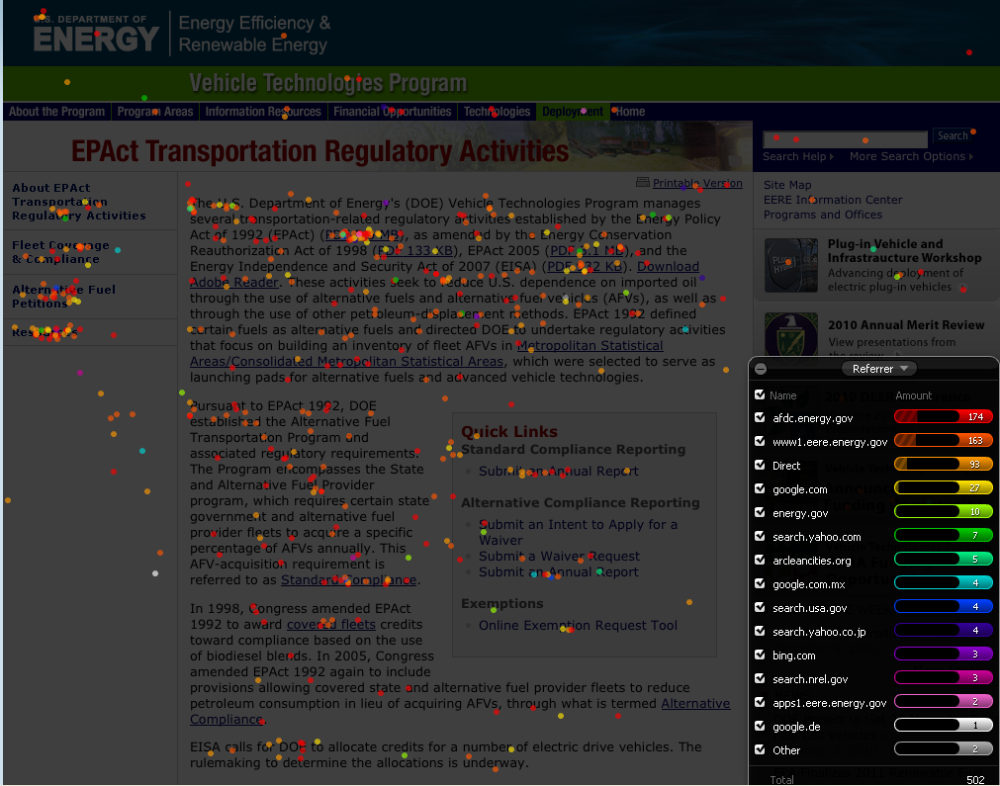 U.S. DEPARTMENT OF
ENERGY
Energy Efficiency &
Renewable Energy
Vehicle Technologies Program
About the Program
Program Areas
Information Resources
Financial Opportunities
Technologies
Deployment
Home
EPAct Transportation Regulatory Activities
Search
Search Help
More Search Options
Printable Version
About EPAct
Transportation
Regulatory Activities
Fleet Coverage
& Compliance
Alternative Fuel
Petitions
Resources
The U.S. Department of Energy's (DOE) Vehicle Technologies Program manages
several transportation-related regulatory activities established by the Energy Policy
Act of 1992 (EPAct) (PDF MB), as amended by the Energy Conservation
Reauthorization Act of 1998 (PDF 133 KB), EPAct 2005 (PDF 3.1 MB), and the
Energy Independence and Security Act of 2007 (EISA) (PDF KB). Download
Adobe Reader. These activities seek to reduce U.S. dependence on imported oil
through the use of alternative fuels and alternative fuel vehicles (AFVs), as well as
through the use of other petroleum-displacement methods. EPAct 1992 defined
certain fuels as alternative fuels and directed DOE to undertake regulatory activities
that focus on building an inventory of fleet AFVs in Metropolitan Statistical
Areas/Consolidated Metropolitan Statistical Areas, which were selected to serve as
launching pads for alternative fuels and advanced vehicle technologies.
Pursuant to EPAct 1992, DOE
established the Alternative Fuel
Transportation Program and
associated regulatory requirements.
The Program encompasses the State
and Alternative Fuel Provider
program, which requires certain state
government and alternative fuel
provider fleets to acquire a specific
percentage of AFVs annually. This
AFV-acquisition requirement is
referred to as Standard Compliance.
Quick Links
Standard Compliance Reporting
Submit an Annual Report
Alternative Compliance Reporting
Submit an Intent to Apply for a
Waiver
Submit a Waiver Request
Submit an Annual Report
Exemptions
Online Exemption Request Tool
In 1998, Congress amended EPAct
1992 to award covered fleets credits
toward compliance based on the use
of biodiesel blends. In 2005, Congress
amended EPAct 1992 again to include
provisions allowing covered state and alternative fuel provider fleets to reduce
petroleum consumption in lieu of acquiring AFVs, through what is termed Alternative
Compliance.
EISA calls for DOE to allocate credits for a number of electric drive vehicles. The
rulemaking to determine the allocations is underway.
Site Map
EERE Information Center
Programs and Offices
Plug-in Vehicle and
Infrastructure Workshop
Advancing deployment of
electric plug-in vehicles
2010 Annual Merit Review
View presentations from
the review
Referrer
Name Amount
afdc.energy.gov 174
www1.eere.energy.gov 163
Direct 93
google.com 27
energy.gov 10
search.yahoo.com 7
arcleancities.org 5
google.com.mx 4
search.usa.gov 4
search.yahoo.co.jp 4
bing.com 3
search.nrel.gov 3
apps1.eere.energy.gov 2
google.de 1
Other 2
Total 502